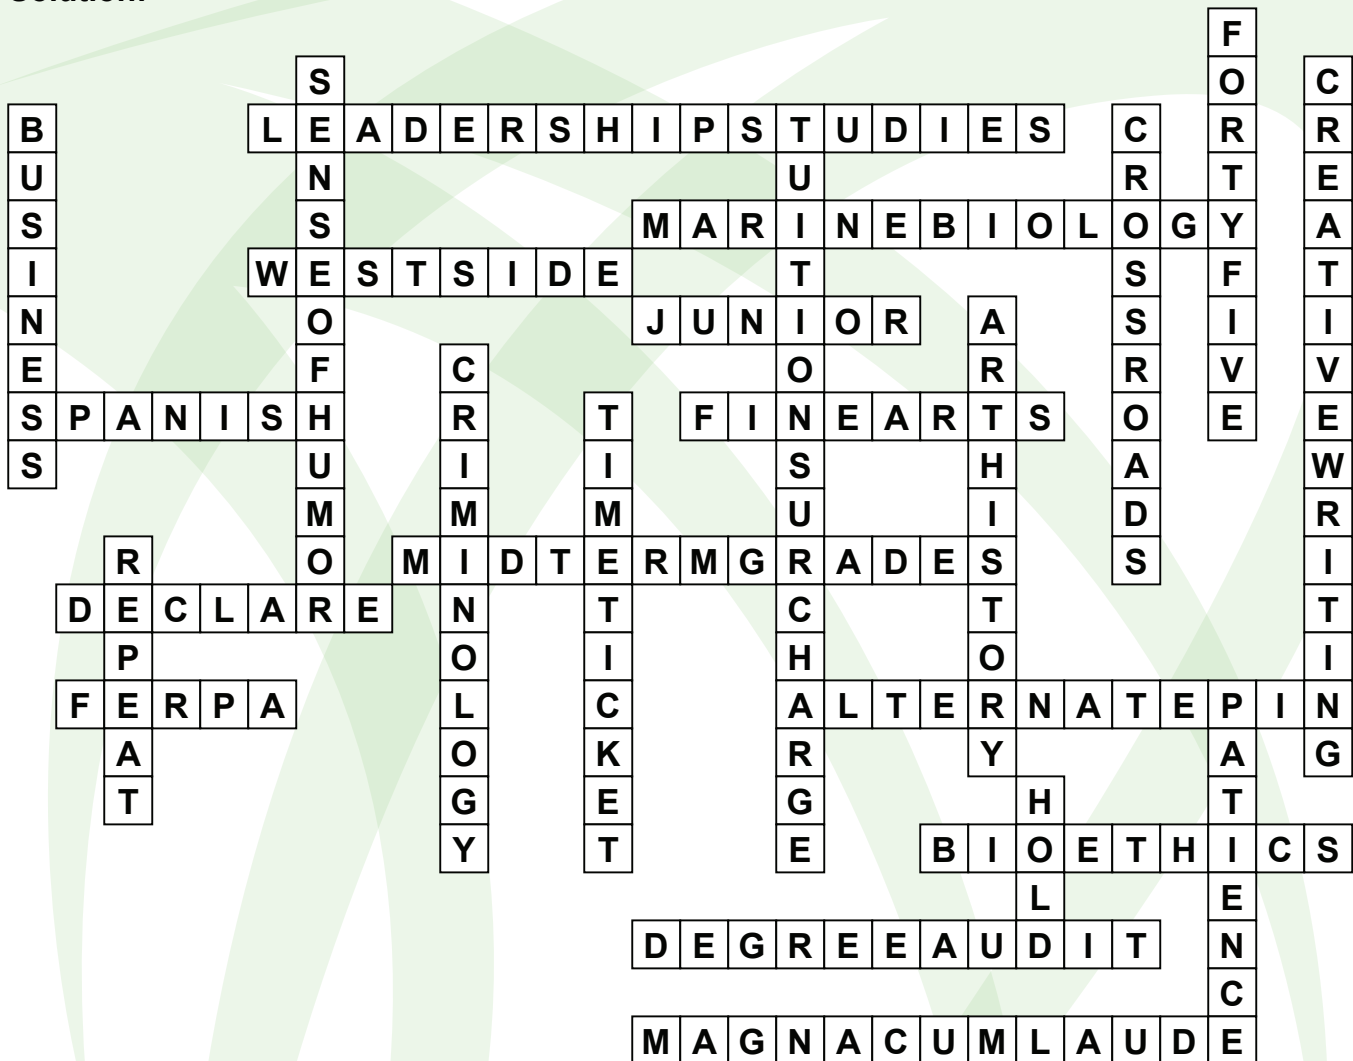 Solution:
FORTYFIVE
SENSEOFHUMOR
CREATIVEWRITING
BUSINESS
LEADERSHIPSTUDIES
TUITIONSURCHARGE
CROSSROADS
MARINEBIOLOGY
WESTSIDE
JUNIOR
ARTHISTORY
CRIMINOLOGY
SPANISH
TIMETICKET
FINEARTS
REPEAT
MIDTERMGRADES
DECLARE
FERPA
ALTERNATEPIN
PATIENCE
HOLD
BIOETHICS
DEGREEAUDIT
MAGNACUMLAUDE